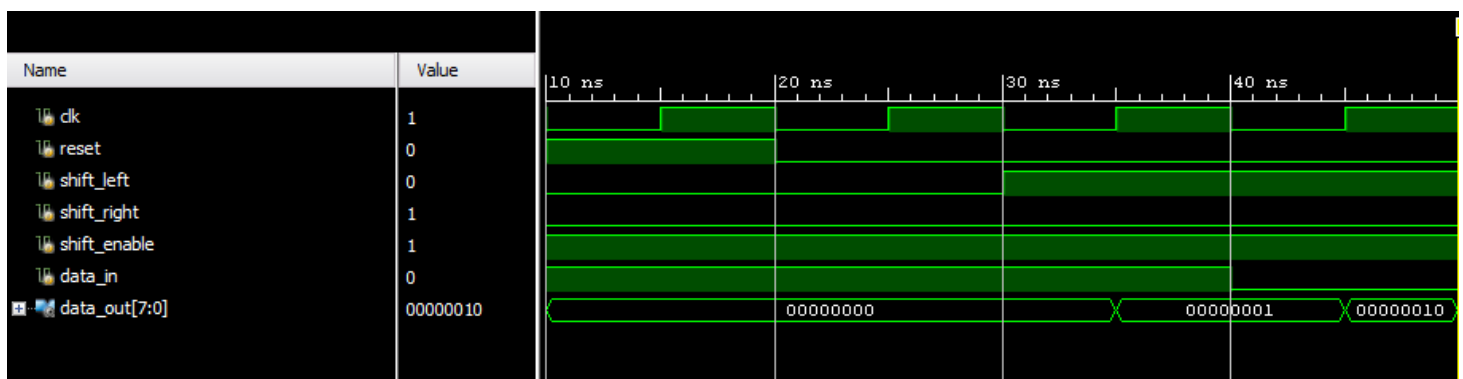 Name Value
10 ns 20 ns 30 ns 40 ns
clk 1
reset 0
shift_left 0
shift_right 1
shift_enable 1
data_in 0
data_out[7:0] 00000010 00000000 00000001 00000010